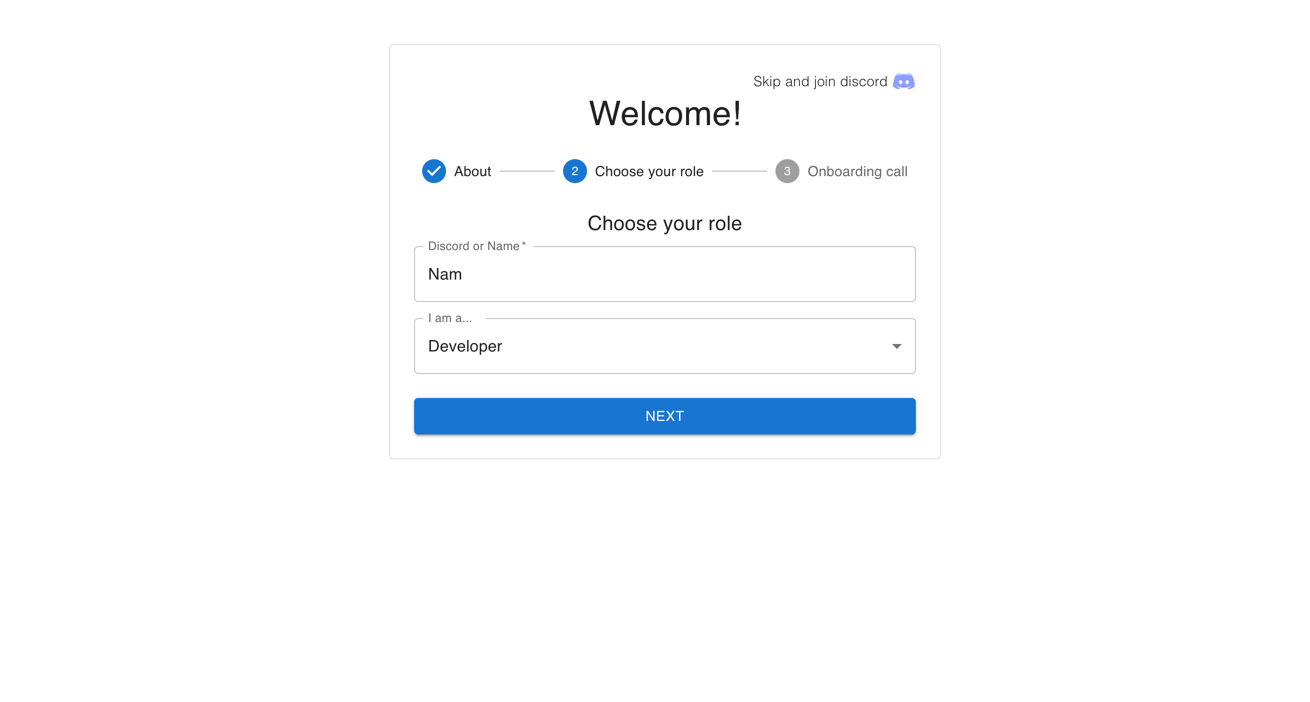 Skip and join discord
Welcome!
About
2 Choose your role
3 Onboarding call
Choose your role
Discord or Name *
Nam
I am a...
Developer
NEXT